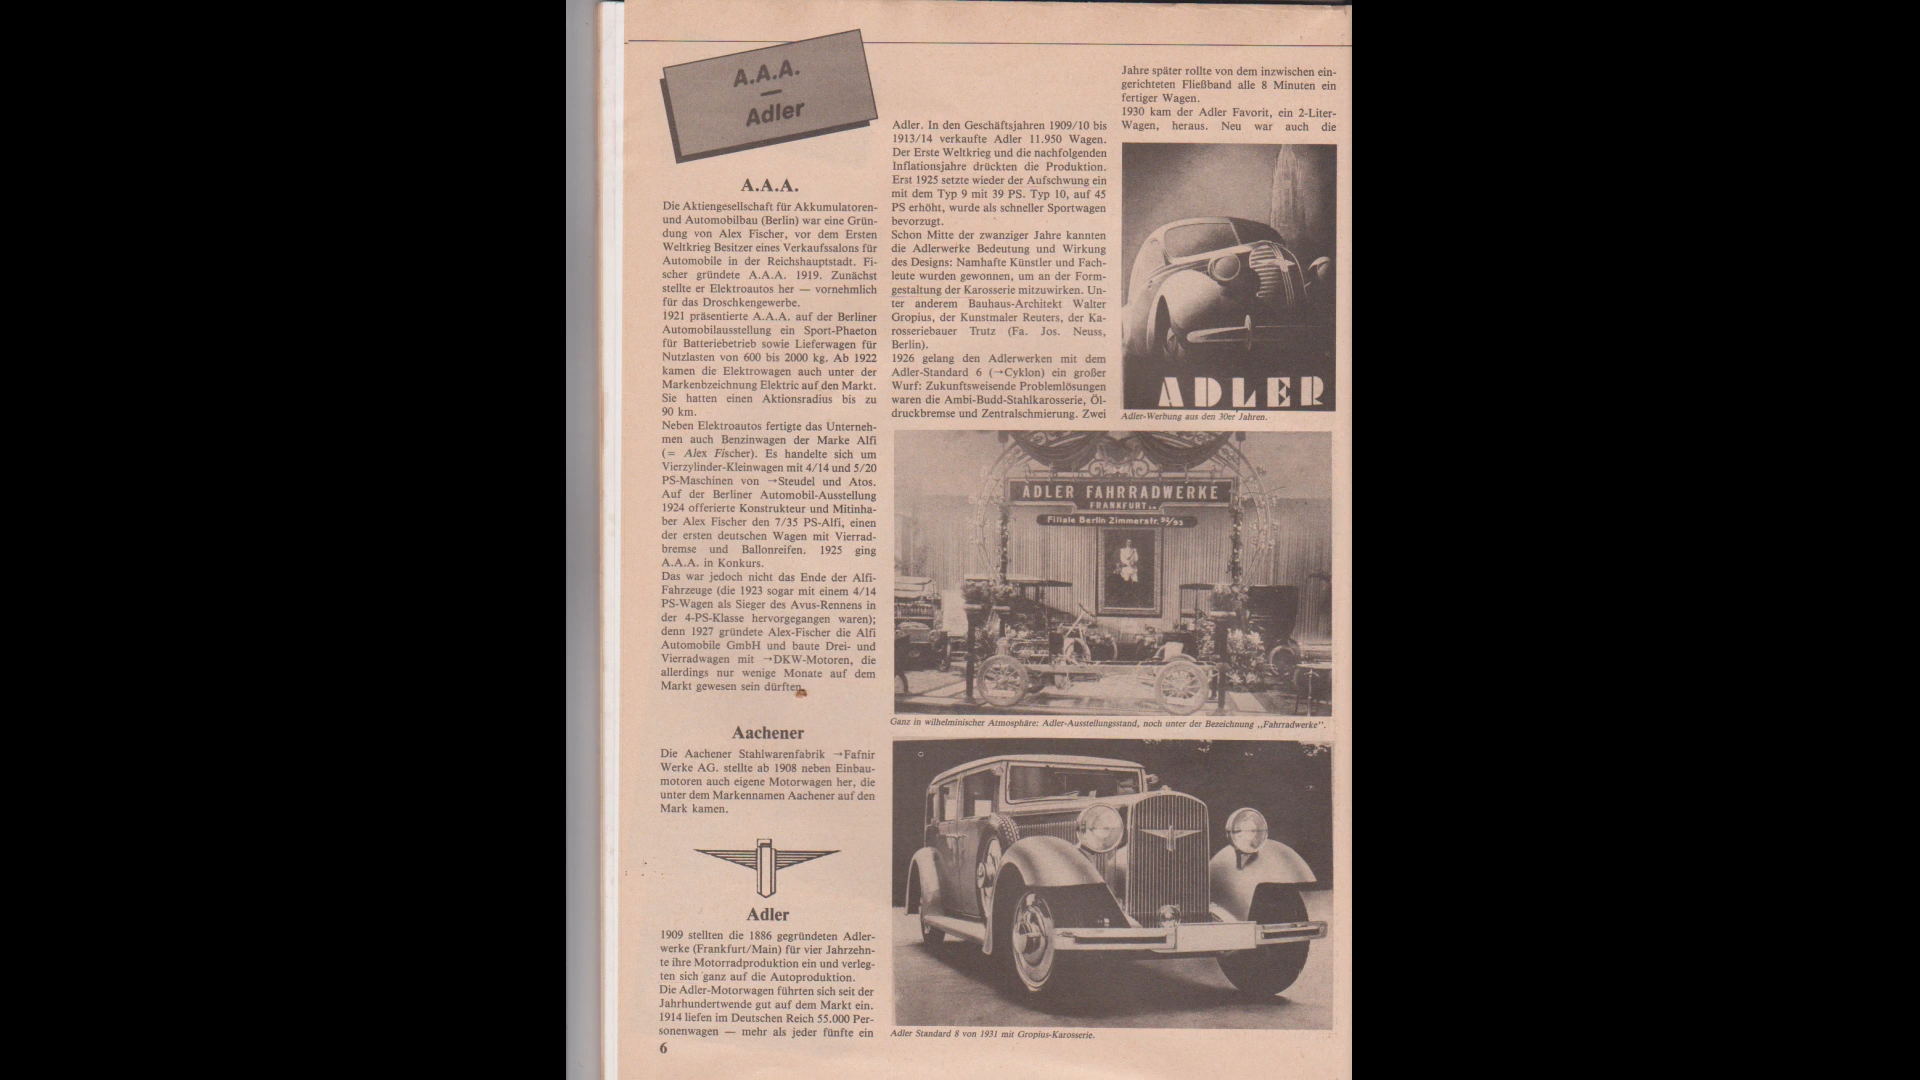 A.A.A.
—
Adler
A.A.A.
Die Aktiengesellschaft für Akkumulatoren-
und Automobilbau (Berlin) war eine Grün-
dung von Alex Fischer, vor dem Ersten
Weltkrieg Besitzer eines Verkaufssalons für
Automobile in der Reichshauptstadt. Fi-
scher gründete A.A.A. 1919. Zunächst
stellte er Elektroautos her — vornehmlich
für das Droschkengewerbe.
1921 präsentierte A.A.A. auf der Berliner
Automobilausstellung ein Sport-Phaeton
für Batteriebetrieb sowie Lieferwagen für
Nutzlasten von 600 bis 2000 kg. Ab 1922
kamen die Elektrowagen auch unter der
Markenbzeichnung Elektric auf den Markt.
Sie hatten einen Aktionsradius bis zu
90 km.
Neben Elektroautos fertigte das Unterneh-
men auch Benzinwagen der Marke Alfi
(= Alex Fischer). Es handelte sich um
Vierzylinder-Kleinwagen mit 4/14 und 5/20
PS-Maschinen von →Steudel und Atos.
Auf der Berliner Automobil-Ausstellung
1924 offerierte Konstrukteur und Mitinha-
ber Alex Fischer den 7/35 PS-Alfi, einen
der ersten deutschen Wagen mit Vierrad-
bremse und Ballonreifen. 1925 ging
A.A.A. in Konkurs.
Das war jedoch nicht das Ende der Alfi-
Fahrzeuge (die 1923 sogar mit einem 4/14
PS-Wagen als Sieger des Avus-Rennens in
der 4-PS-Klasse hervorgegangen waren);
denn 1927 gründete Alex-Fischer die Alfi
Automobile GmbH und baute Drei- und
Vierradwagen mit →DKW-Motoren, die
allerdings nur wenige Monate auf dem
Markt gewesen sein dürften.
Aachener
Die Aachener Stahlwarenfabrik →Fafnir
Werke AG. stellte ab 1908 neben Einbau-
motoren auch eigene Motorwagen her, die
unter dem Markennamen Aachener auf den
Mark kamen.
Adler
1909 stellten die 1886 gegründeten Adler-
werke (Frankfurt/Main) für vier Jahrzehn-
te ihre Motorradproduktion ein und verleg-
ten sich ganz auf die Autoproduktion.
Die Adler-Motorwagen führten sich seit der
Jahrhundertwende gut auf dem Markt ein.
1914 liefen im Deutschen Reich 55.000 Per-
sonenwagen — mehr als jeder fünfte ein
6
Adler. In den Geschäftsjahren 1909/10 bis
1913/14 verkaufte Adler 11.950 Wagen.
Der Erste Weltkrieg und die nachfolgenden
Inflationsjahre drückten die Produktion.
Erst 1925 setzte wieder der Aufschwung ein
mit dem Typ 9 mit 39 PS. Typ 10, auf 45
PS erhöht, wurde als schneller Sportwagen
bevorzugt.
Schon Mitte der zwanziger Jahre kannten
die Adlerwerke Bedeutung und Wirkung
des Designs: Namhafte Künstler und Fach-
leute wurden gewonnen, um an der Form-
gestaltung der Karosserie mitzuwirken. Un-
ter anderem Bauhaus-Architekt Walter
Gropius, der Kunstmaler Reuters, der Ka-
rosseriebauer Trutz (Fa. Jos. Neuss,
Berlin).
1926 gelang den Adlerwerken mit dem
Adler-Standard 6 (→Cyklon) ein großer
Wurf: Zukunftsweisende Problemlösungen
waren die Ambi-Budd-Stahlkarosserie, Öl-
druckbremse und Zentralschmierung. Zwei
Jahre später rollte von dem inzwischen ein-
gerichteten Fließband alle 8 Minuten ein
fertiger Wagen.
1930 kam der Adler Favorit, ein 2-Liter-
Wagen, heraus. Neu war auch die
ADLER
Adler-Werbung aus den 30er Jahren.
ADLER FAHRRADWERKE
FRANKFURT
Filiale Berlin Zimmerstr. 92/93
Ganz in wilhelminischer Atmosphäre: Adler-Ausstellungsstand, noch unter der Bezeichnung ,,Fahrradwerke''.
Adler Standard 8 von 1931 mit Gropius-Karosserie.